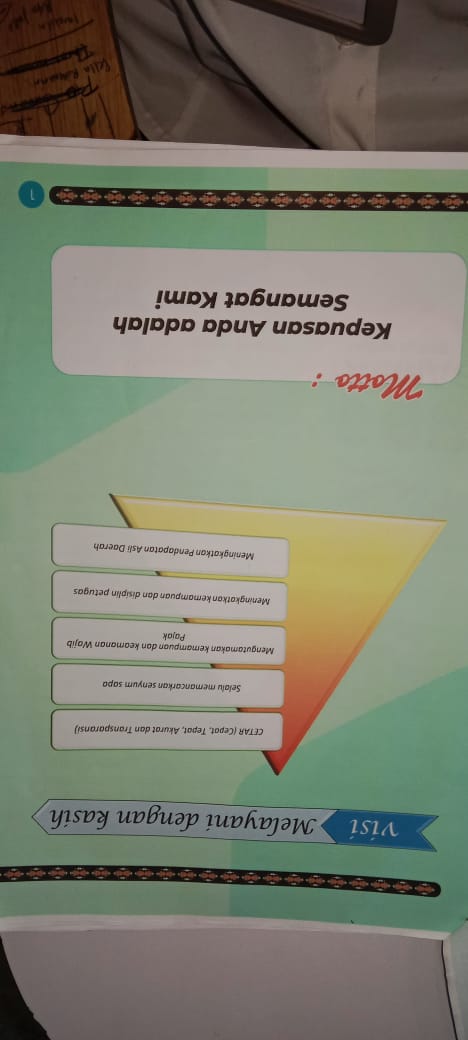 visi Melayani dengan kasih
CETAR (Cepat, Tepat, Akurat dan Transparansi)
Selalu memancarkan senyum sapa
Mengutamakan kemampuan dan keamanan Wajib
Pajak
Meningkatkan kemampuan dan disiplin petugas
Meningkatkan Pendapatan Asli Daerah
Motto :
Kepuasan Anda adalah
Semangat Kami
1